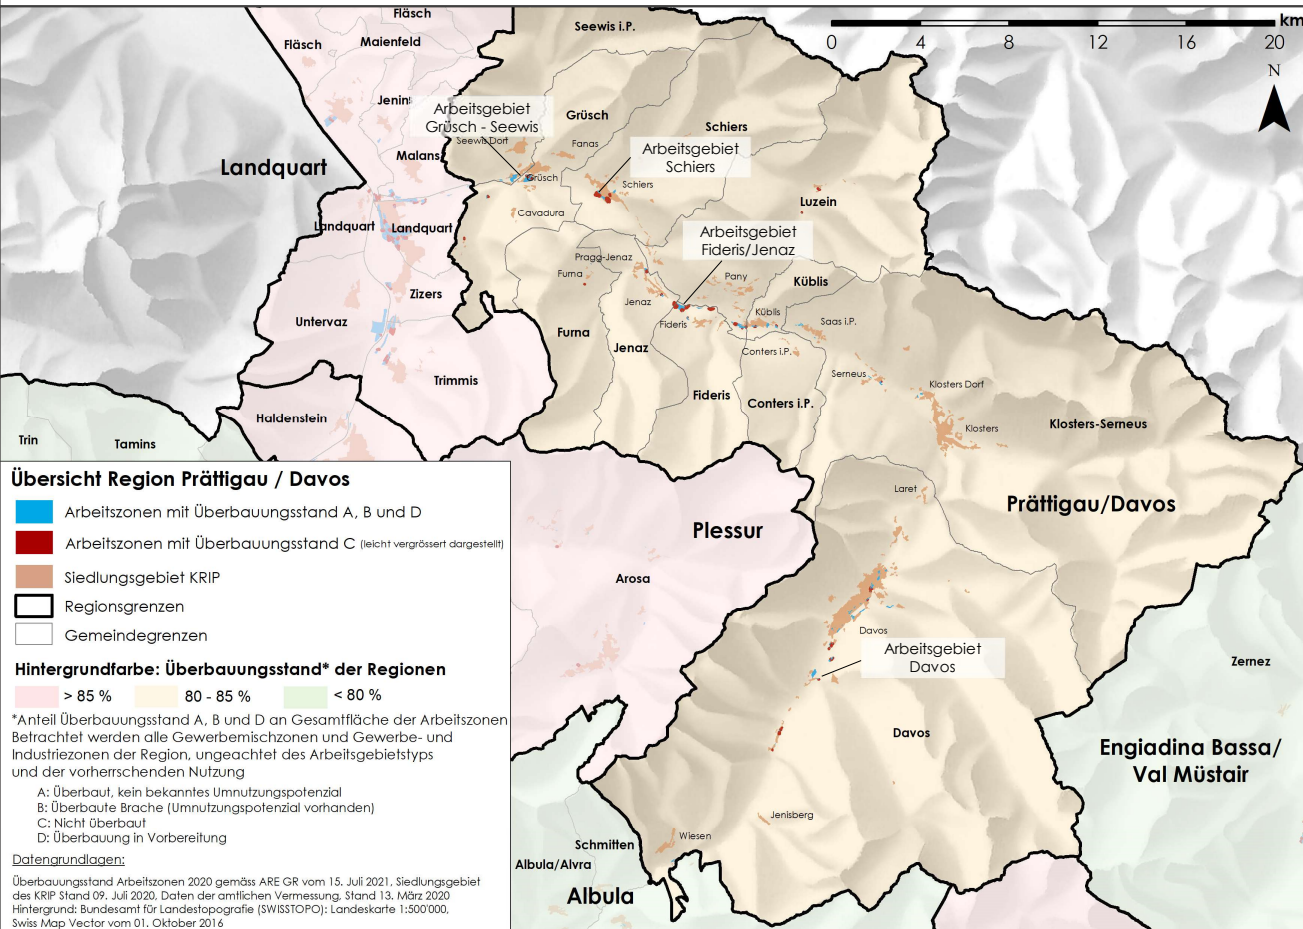 Fläsch
Seewis i.P.
km
Fläsch
Maienfeld
0 4 8 12 16 20
N
Arbeitsgebiet
Grüsch - Seewis
Grüsch
Schiers
Seewis Dorf
Fanas
Arbeitsgebiet
Schiers
Malans
Landquart
Grüsch
Schiers
Luzein
Cavadura
Landquart
Landquart
Arbeitsgebiet
Fideris/Jenaz
Pragg-Jenaz
Furna
Pany
Küblis
Zizers
Jenaz
Untervaz
Fideris
Küblis
Saas i.P.
Furna
Jenaz
Conters i.P.
Trimmis
Serneus
Klosters Dorf
Fideris
Conters i.P.
Haldenstein
Klosters
Klosters-Serneus
Trin
Tamins
Laret
Prättigau/Davos
Plessur
Arosa
Davos
Arbeitsgebiet
Davos
Zernez
Davos
Engiadina Bassa/
Val Müstair
Jenisberg
Wiesen
Schmitten
Albula/Alvra
Albula
Übersicht Region Prättigau / Davos
Arbeitszonen mit Überbauungsstand A, B und D
Arbeitszonen mit Überbauungsstand C (leicht vergrössert dargestellt)
Siedlungsgebiet KRIP
Regionsgrenzen
Gemeindegrenzen
Hintergrundfarbe: Überbauungsstand* der Regionen
> 85 % 80 - 85 % < 80 %
*Anteil Überbauungsstand A, B und D an Gesamtfläche der Arbeitszonen
Betrachtet werden alle Gewerbemischzonen und Gewerbe- und
Industriezonen der Region, ungeachtet des Arbeitsgebietstyps
und der vorherrschenden Nutzung
A: Überbaut, kein bekanntes Umnutzungspotenzial
B: Überbaute Brache (Umnutzungspotenzial vorhanden)
C: Nicht überbaut
D: Überbauung in Vorbereitung
Datengrundlagen:
Überbauungsstand Arbeitszonen 2020 gemäss ARE GR vom 15. Juli 2021, Siedlungsgebiet
des KRIP Stand 09. Juli 2020, Daten der amtlichen Vermessung, Stand 13. März 2020
Hintergrund: Bundesamt für Landestopografie (SWISSTOPO): Landeskarte 1:500'000,
Swiss Map Vector vom 01. Oktober 2016